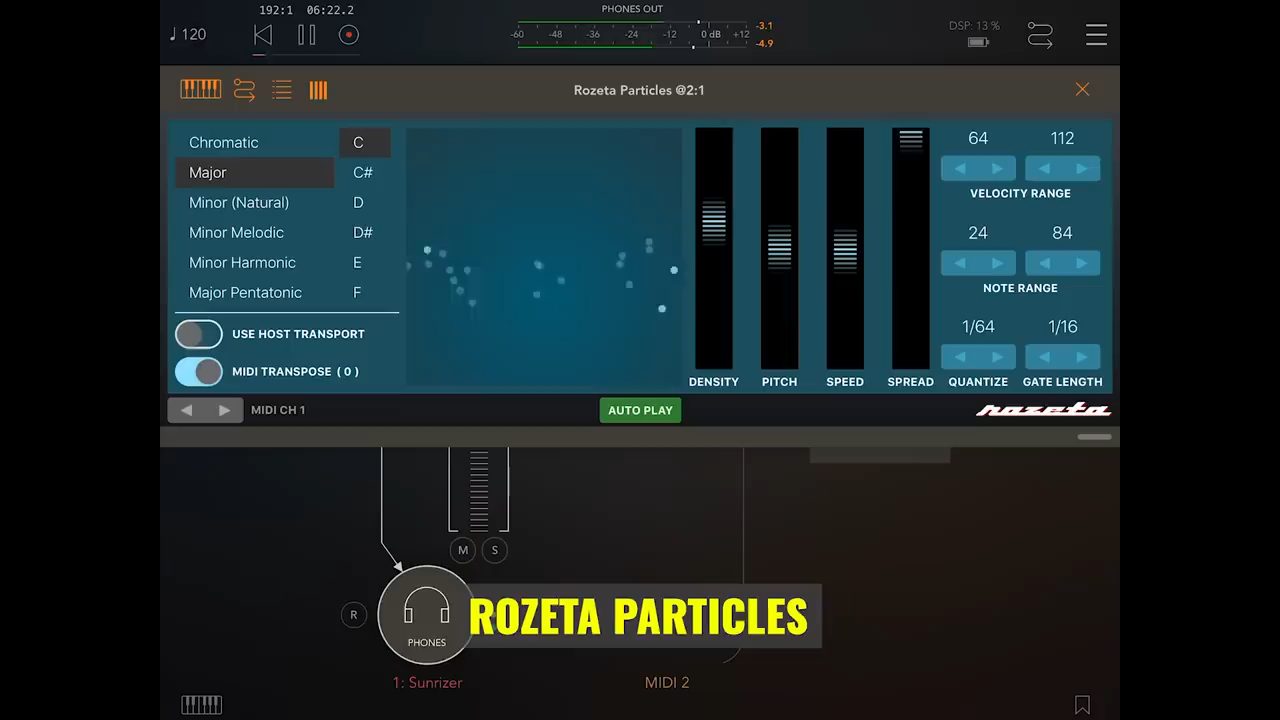 192:1 06:22.2
PHONES OUT
♩120
-60 -48 -36 -24 -12 0 dB +12
-3.1
-4.9
DSP: 13 %
Rozeta Particles @2:1
Chromatic C
Major C#
Minor (Natural) D
Minor Melodic D#
Minor Harmonic E
Major Pentatonic F
USE HOST TRANSPORT
MIDI TRANSPOSE ( 0 )
DENSITY PITCH SPEED SPREAD
64 112
VELOCITY RANGE
24 84
NOTE RANGE
1/64 1/16
QUANTIZE GATE LENGTH
MIDI CH 1
AUTO PLAY
rozeta
M S
R
PHONES
ROZETA PARTICLES
1: Sunrizer
MIDI 2